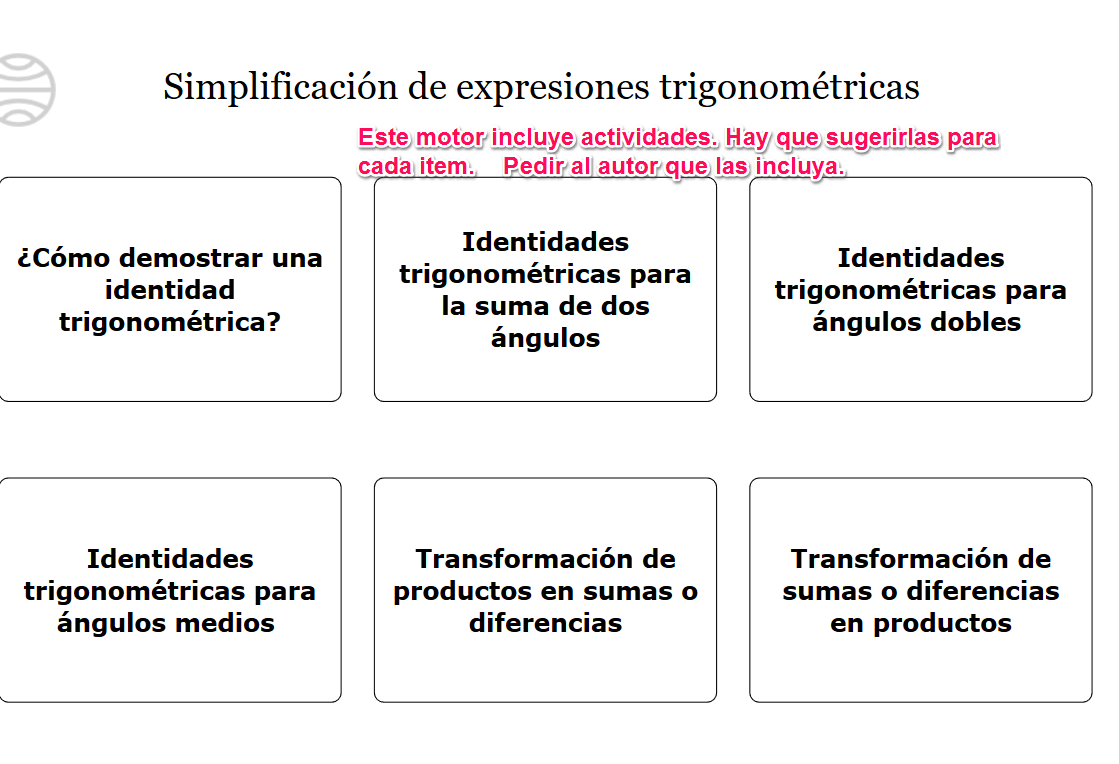 Simplificación de expresiones trigonométricas
Este motor incluye actividades. Hay que sugerirlas para
cada item. Pedir al autor que las incluya.
¿Cómo demostrar una
identidad
trigonométrica?
Identidades
trigonométricas para
la suma de dos
ángulos
Identidades
trigonométricas para
ángulos dobles
Identidades
trigonométricas para
ángulos medios
Transformación de
productos en sumas o
diferencias
Transformación de
sumas o diferencias
en productos